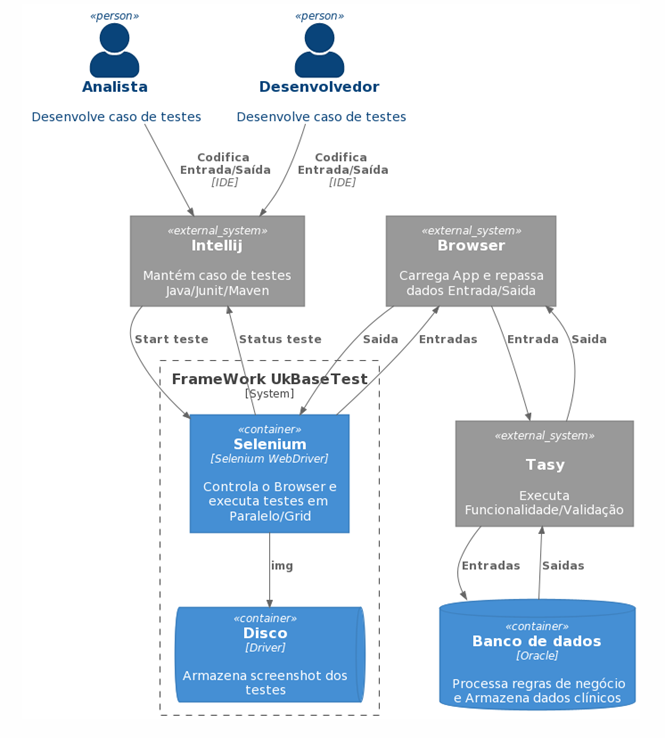 «person»
Analista
Desenvolve caso de testes
«person»
Desenvolvedor
Desenvolve caso de testes
Codifica
Entrada/Saída
[IDE]
Codifica
Entrada/Saída
[IDE]
«external_system»
Intellij
Mantém caso de testes
Java/Junit/Maven
«external_system»
Browser
Carrega App e repassa
dados Entrada/Saida
Start teste
Status teste
Saida
Entradas
Entrada
Saida
FrameWork UkBaseTest
[System]
«container»
Selenium
[Selenium WebDriver]
Controla o Browser e
executa testes em
Paralelo/Grid
«external_system»
Tasy
Executa
Funcionalidade/Validação
img
Entradas
Saidas
«container»
Disco
[Driver]
Armazena screenshot dos
testes
«container»
Banco de dados
[Oracle]
Processa regras de negócio
e Armazena dados clínicos